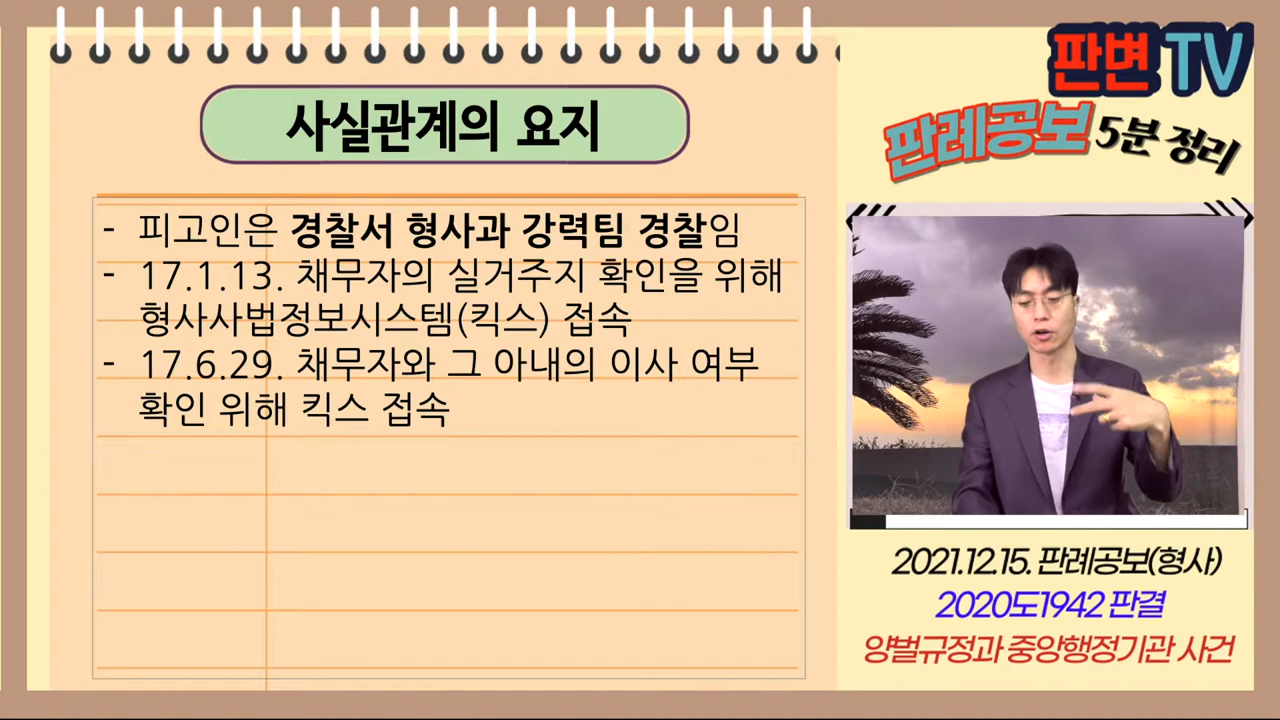 판변 TV
판례공보 5분 정리
사실관계의 요지
- 피고인은 경찰서 형사과 강력팀 경찰임
- 17.1.13. 채무자의 실거주지 확인을 위해
형사사법정보시스템(킥스) 접속
- 17.6.29. 채무자와 그 아내의 이사 여부
확인 위해 킥스 접속
2021.12.15. 판례공보(형사)
2020도1942 판결
양벌규정과 중앙행정기관 사건